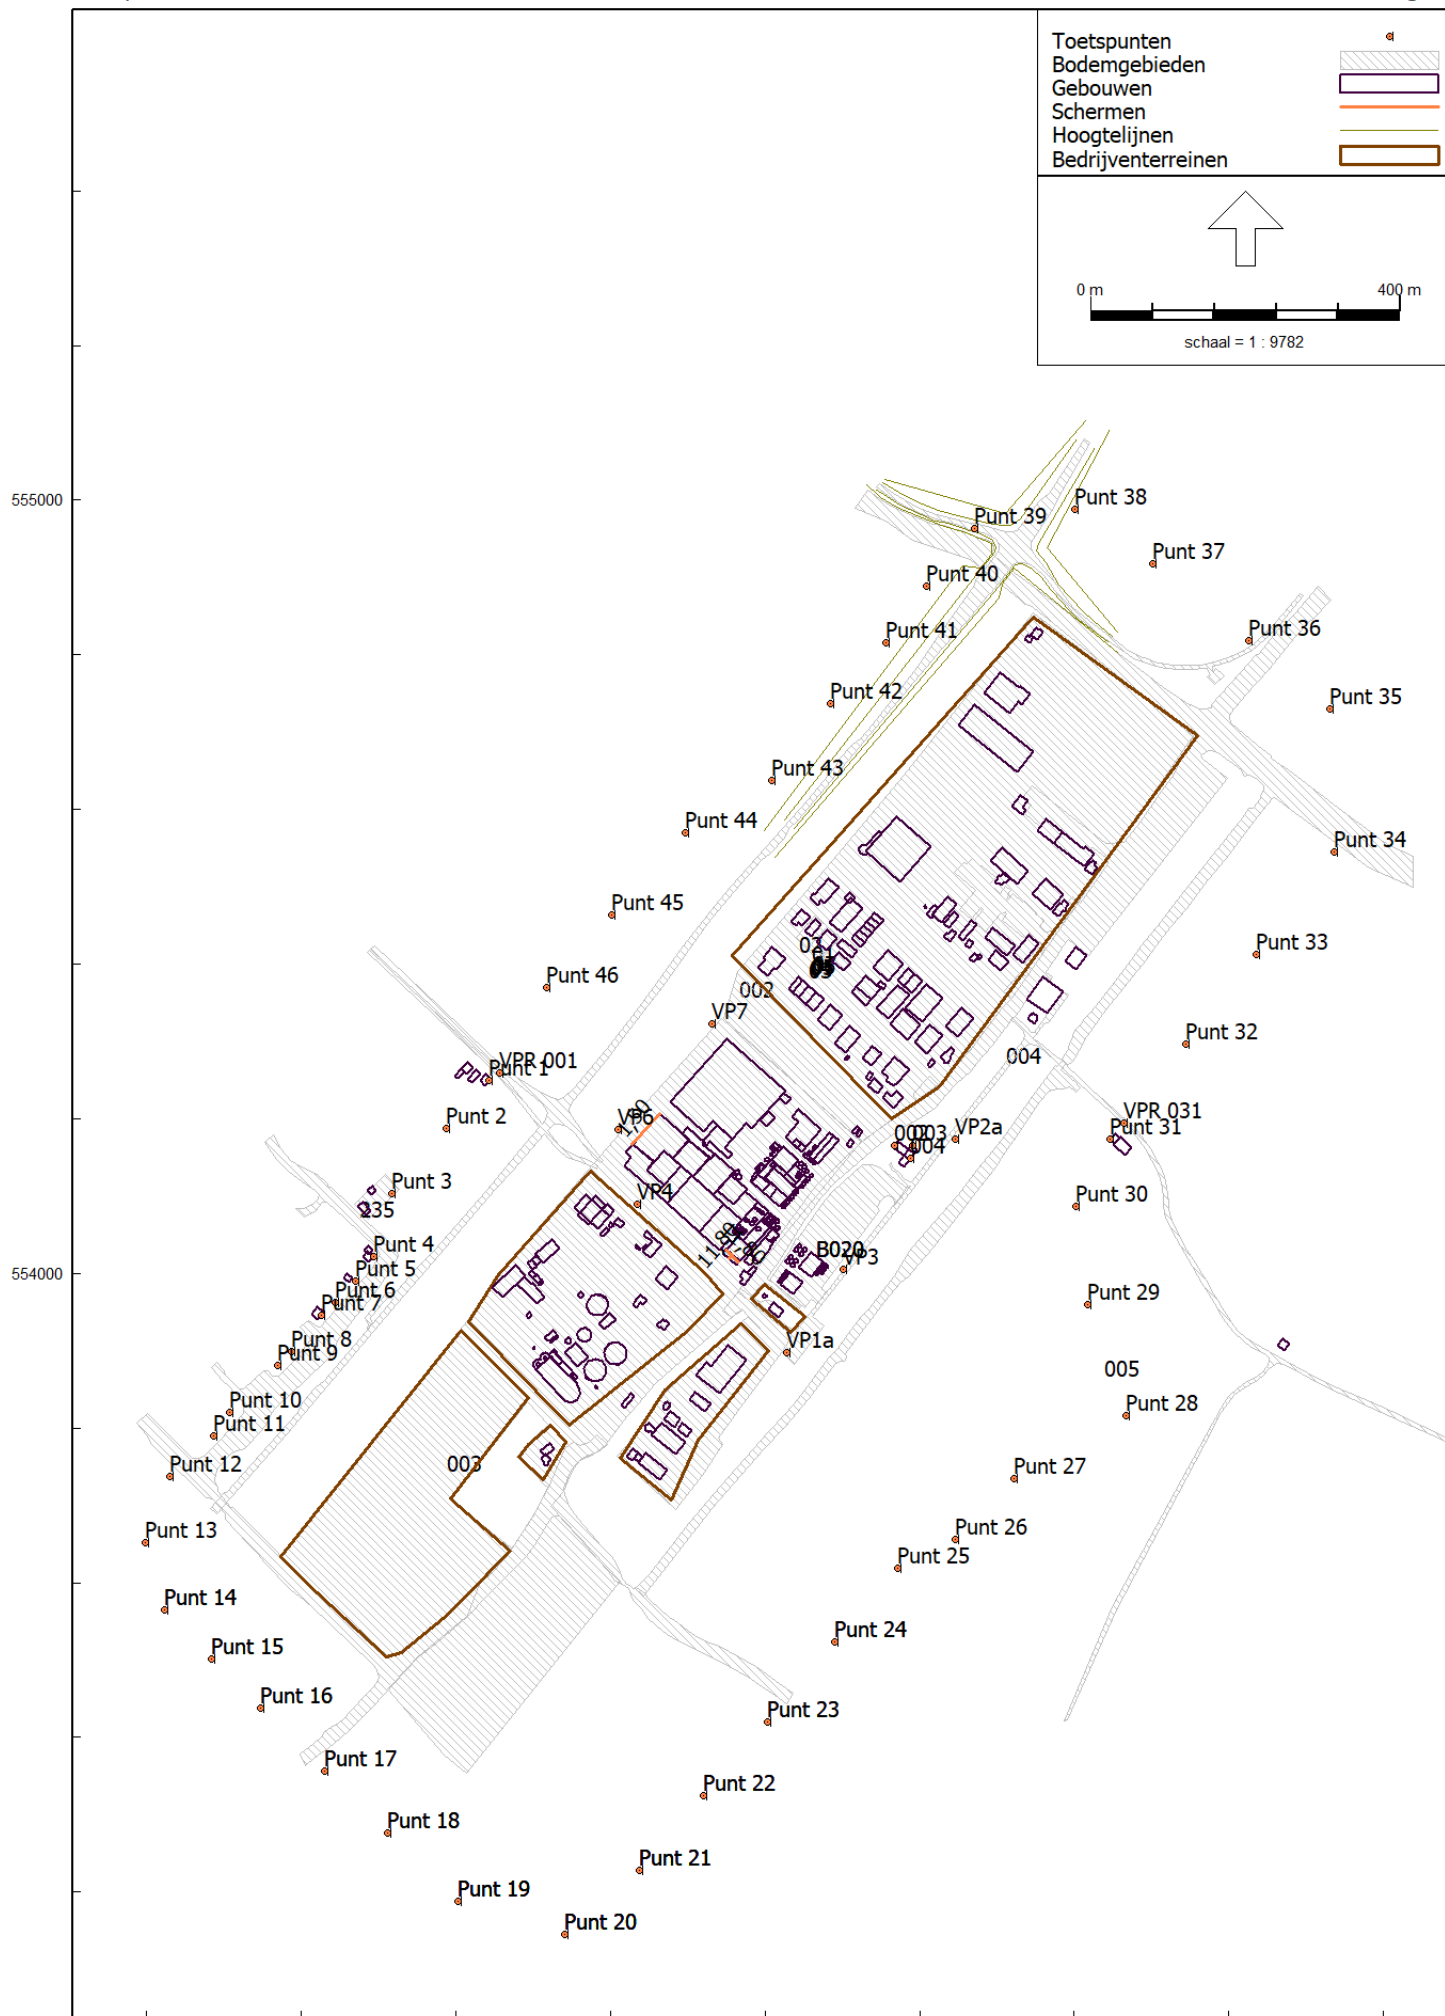 Toetspunten
Bodemgebieden
Gebouwen
Schermen
Hoogtelijnen
Bedrijventerreinen
0 m 400 m
schaal = 1 : 9782
555000
Punt 38
Punt 39
Punt 37
Punt 40
Punt 41
Punt 36
Punt 42
Punt 35
Punt 43
Punt 44
Punt 34
Punt 45
Punt 33
Punt 46
002
VP7
Punt 32
004
VPR 001
Punt 1
Punt 2
VP6
VPR 031
Punt 31
VP2a
002
003
004
Punt 3
235
VP4
Punt 30
Punt 4
B020
VP3
554000
Punt 5
Punt 6
Punt 7
Punt 29
Punt 8
Punt 9
VP1a
005
Punt 10
Punt 28
Punt 11
Punt 12
003
Punt 27
Punt 13
Punt 26
Punt 25
Punt 14
Punt 15
Punt 24
Punt 16
Punt 23
Punt 17
Punt 22
Punt 18
Punt 21
Punt 19
Punt 20